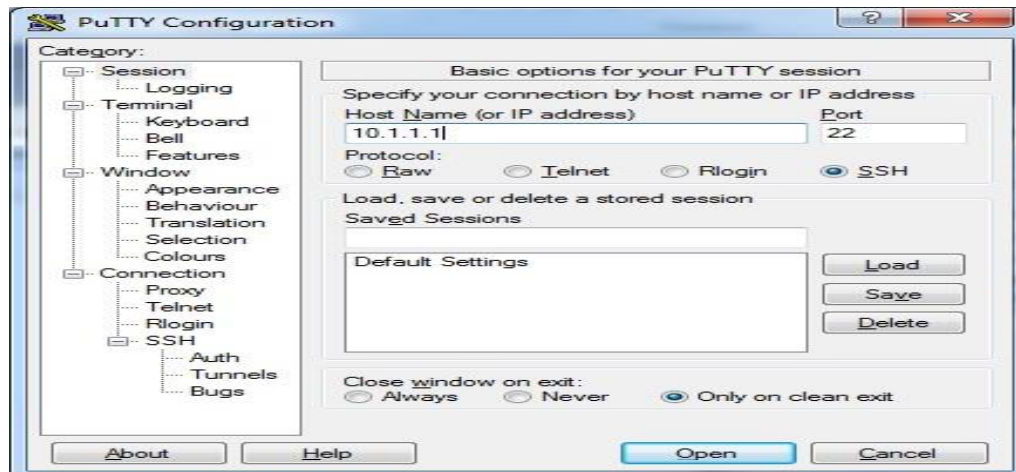 PuTTY Configuration
Category:
Session
Logging
Terminal
Keyboard
Bell
Features
Window
Appearance
Behaviour
Translation
Selection
Colours
Connection
Proxy
Telnet
Rlogin
SSH
Auth
Tunnels
Bugs
Basic options for your PuTTY session
Specify your connection by host name or IP address
Host Name (or IP address) Port
10.1.1.1 22
Protocol:
Raw Telnet Rlogin SSH
Load, save or delete a stored session
Saved Sessions
Default Settings
Load
Save
Delete
Close window on exit:
Always Never Only on clean exit
About Help Open Cancel